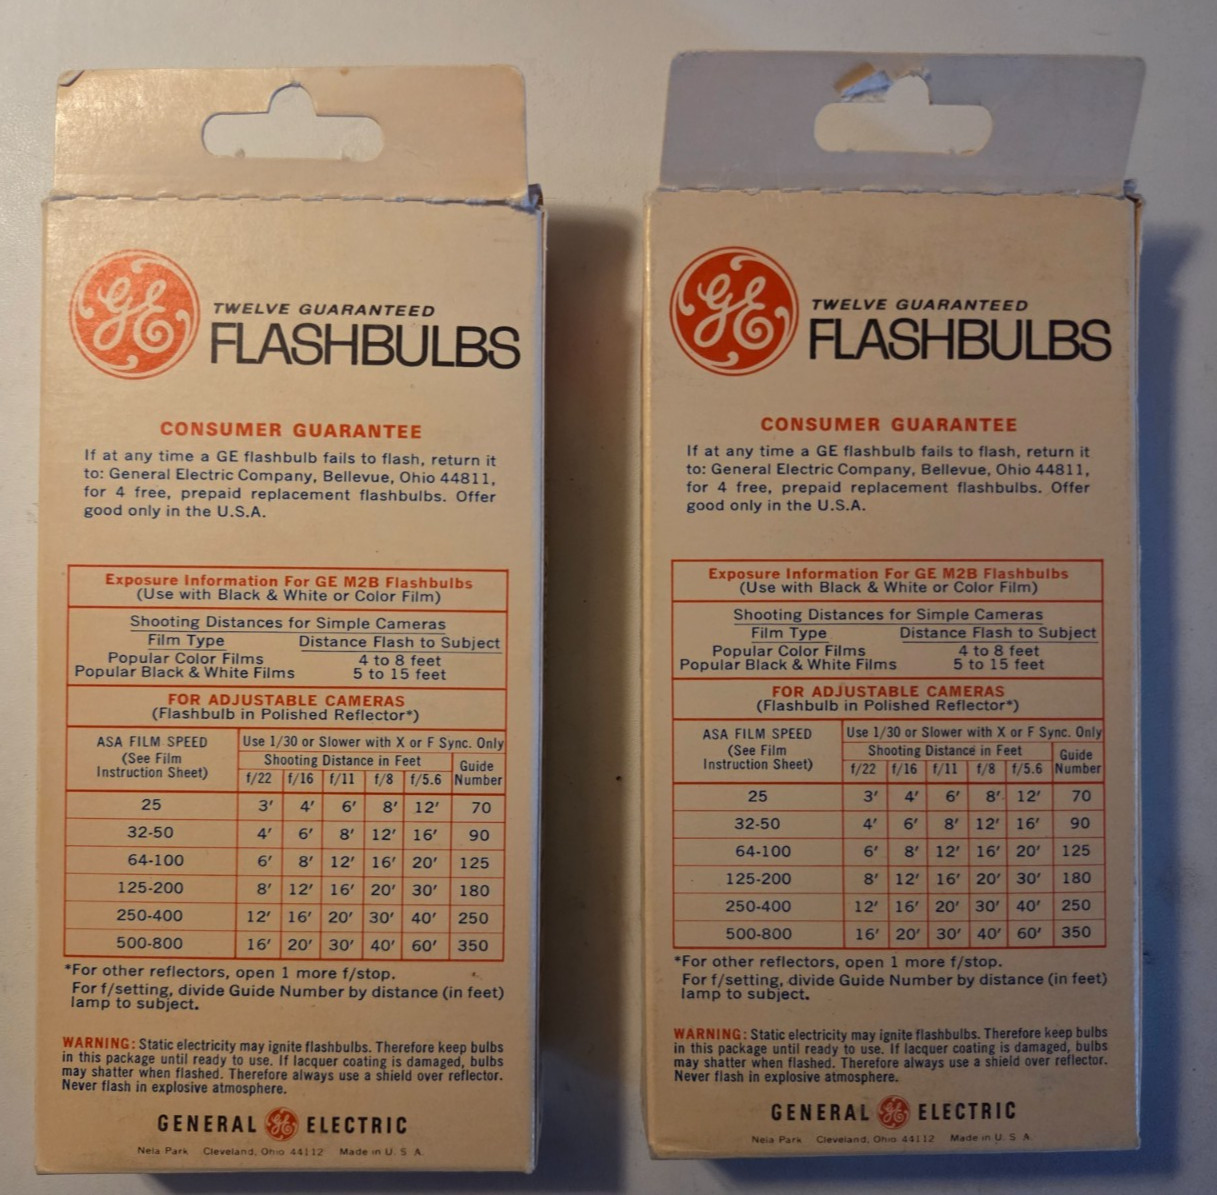 GE
TWELVE GUARANTEED
FLASHBULBS
CONSUMER GUARANTEE
If at any time a GE flashbulb fails to flash, return it
to: General Electric Company, Bellevue, Ohio 44811,
for 4 free, prepaid replacement flashbulbs. Offer
good only in the U.S.A.
Exposure Information For GE M2B Flashbulbs
(Use with Black & White or Color Film)
Shooting Distances for Simple Cameras
Film Type Distance Flash to Subject
Popular Color Films 4 to 8 feet
Popular Black & White Films 5 to 15 feet
FOR ADJUSTABLE CAMERAS
(Flashbulb in Polished Reflector*)
ASA FILM SPEED
(See Film
Instruction Sheet)
Use 1/30 or Slower with X or F Sync. Only
Shooting Distance in Feet
Guide
Number
f/22 f/16 f/11 f/8 f/5.6
25 3' 4' 6' 8' 12' 70
32-50 4' 6' 8' 12' 16' 90
64-100 6' 8' 12' 16' 20' 125
125-200 8' 12' 16' 20' 30' 180
250-400 12' 16' 20' 30' 40' 250
500-800 16' 20' 30' 40' 60' 350
*For other reflectors, open 1 more f/stop.
For f/setting, divide Guide Number by distance (in feet)
lamp to subject.
WARNING: Static electricity may ignite flashbulbs. Therefore keep bulbs
in this package until ready to use. If lacquer coating is damaged, bulbs
may shatter when flashed. Therefore always use a shield over reflector.
Never flash in explosive atmosphere.
GENERAL GE ELECTRIC
Nela Park Cleveland, Ohio 44112 Made in U. S. A.
GE
TWELVE GUARANTEED
FLASHBULBS
CONSUMER GUARANTEE
If at any time a GE flashbulb fails to flash, return it
to: General Electric Company, Bellevue, Ohio 44811,
for 4 free, prepaid replacement flashbulbs. Offer
good only in the U.S.A.
Exposure Information For GE M2B Flashbulbs
(Use with Black & White or Color Film)
Shooting Distances for Simple Cameras
Film Type Distance Flash to Subject
Popular Color Films 4 to 8 feet
Popular Black & White Films 5 to 15 feet
FOR ADJUSTABLE CAMERAS
(Flashbulb in Polished Reflector*)
ASA FILM SPEED
(See Film
Instruction Sheet)
Use 1/30 or Slower with X or F Sync. Only
Shooting Distance in Feet
Guide
Number
f/22 f/16 f/11 f/8 f/5.6
25 3' 4' 6' 8' 12' 70
32-50 4' 6' 8' 12' 16' 90
64-100 6' 8' 12' 16' 20' 125
125-200 8' 12' 16' 20' 30' 180
250-400 12' 16' 20' 30' 40' 250
500-800 16' 20' 30' 40' 60' 350
*For other reflectors, open 1 more f/stop.
For f/setting, divide Guide Number by distance (in feet)
lamp to subject.
WARNING: Static electricity may ignite flashbulbs. Therefore keep bulbs
in this package until ready to use. If lacquer coating is damaged, bulbs
may shatter when flashed. Therefore always use a shield over reflector.
Never flash in explosive atmosphere.
GENERAL GE ELECTRIC
Nela Park Cleveland, Ohio 44112 Made in U. S. A.